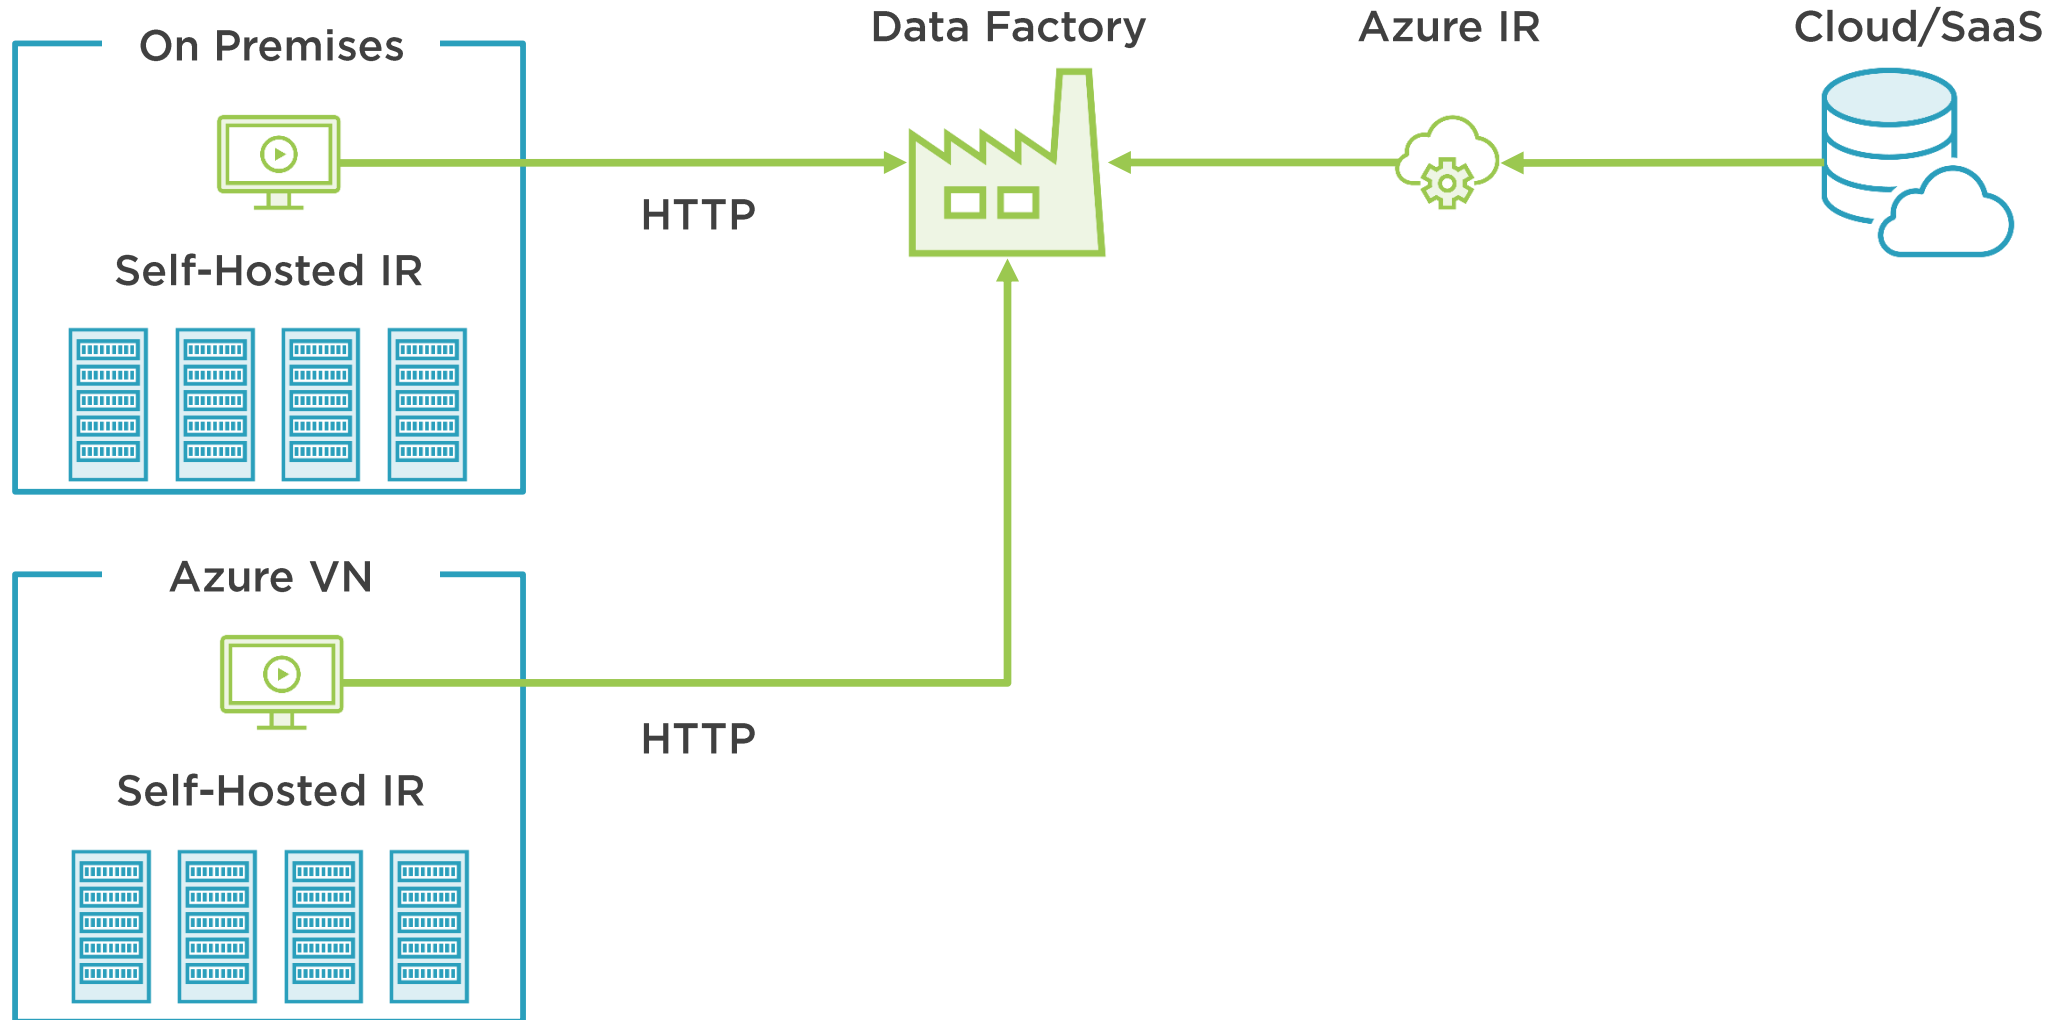 On Premises
Data Factory
Azure IR
Cloud/SaaS
HTTP
Self-Hosted IR
Azure VN
HTTP
Self-Hosted IR